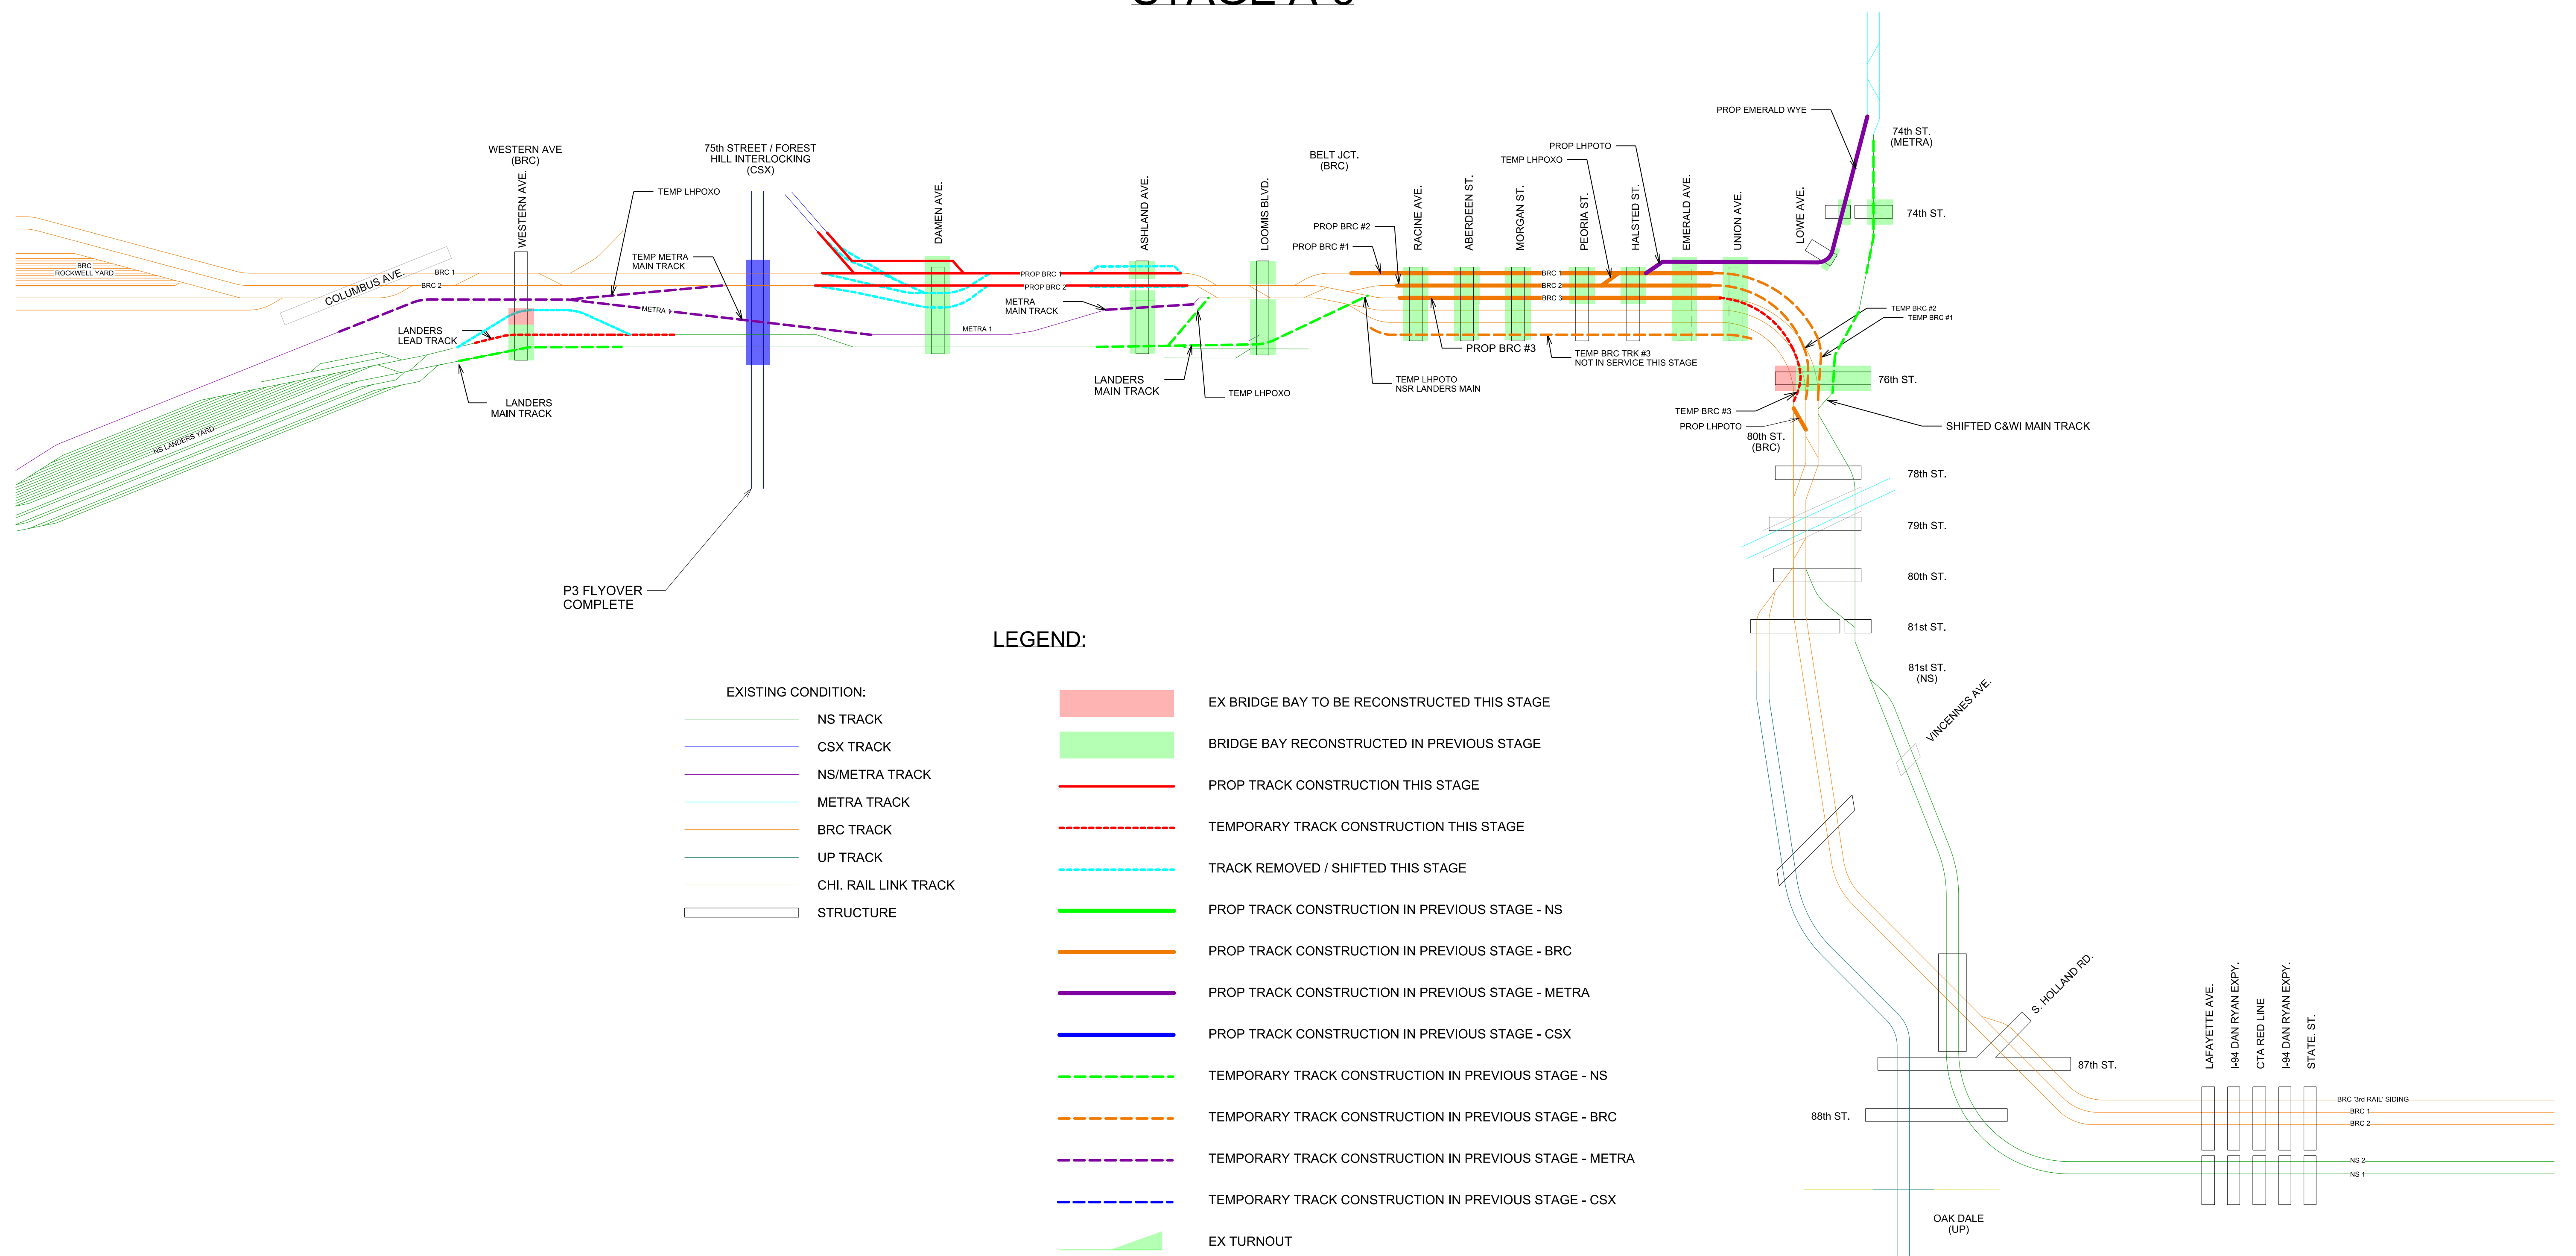 PROP EMERALD WYE
74th ST.
(METRA)
WESTERN AVE
(BRC)
75th STREET / FOREST
HILL INTERLOCKING
(CSX)
BELT JCT.
(BRC)
PROP LHPOTO
TEMP LHPOXO
WESTERN AVE.
TEMP LHPOXO
DAMEN AVE.
ASHLAND AVE.
LOOMIS BLVD.
RACINE AVE.
ABERDEEN ST.
MORGAN ST.
PEORIA ST.
HALSTED ST.
EMERALD AVE.
UNION AVE.
LOWE AVE.
74th ST.
PROP BRC #2
PROP BRC #1
BRC
ROCKWELL YARD
COLUMBUS AVE.
BRC 1
BRC 2
TEMP METRA
MAIN TRACK
PROP BRC 1
PROP BRC 2
BRC 1
BRC 2
BRC 3
METRA
MAIN TRACK
METRA 1
METRA 1
LANDERS
LEAD TRACK
TEMP BRC #2
TEMP BRC #1
PROP BRC #3
TEMP BRC TRK #3
NOT IN SERVICE THIS STAGE
LANDERS
MAIN TRACK
TEMP LHPOXO
TEMP LHPOTO
NSR LANDERS MAIN
76th ST.
LANDERS
MAIN TRACK
NS LANDERS YARD
TEMP BRC #3
PROP LHPOTO
80th ST.
(BRC)
SHIFTED C&WI MAIN TRACK
78th ST.
79th ST.
80th ST.
81st ST.
81st ST.
(NS)
P3 FLYOVER
COMPLETE
VINCENNES AVE.
LEGEND:
EXISTING CONDITION:
NS TRACK
CSX TRACK
NS/METRA TRACK
METRA TRACK
BRC TRACK
UP TRACK
CHI. RAIL LINK TRACK
STRUCTURE
EX BRIDGE BAY TO BE RECONSTRUCTED THIS STAGE
BRIDGE BAY RECONSTRUCTED IN PREVIOUS STAGE
PROP TRACK CONSTRUCTION THIS STAGE
TEMPORARY TRACK CONSTRUCTION THIS STAGE
TRACK REMOVED / SHIFTED THIS STAGE
PROP TRACK CONSTRUCTION IN PREVIOUS STAGE - NS
PROP TRACK CONSTRUCTION IN PREVIOUS STAGE - BRC
PROP TRACK CONSTRUCTION IN PREVIOUS STAGE - METRA
PROP TRACK CONSTRUCTION IN PREVIOUS STAGE - CSX
TEMPORARY TRACK CONSTRUCTION IN PREVIOUS STAGE - NS
TEMPORARY TRACK CONSTRUCTION IN PREVIOUS STAGE - BRC
TEMPORARY TRACK CONSTRUCTION IN PREVIOUS STAGE - METRA
TEMPORARY TRACK CONSTRUCTION IN PREVIOUS STAGE - CSX
EX TURNOUT
S. HOLLAND RD.
87th ST.
88th ST.
LAFAYETTE AVE.
I-94 DAN RYAN EXPY.
CTA RED LINE
I-94 DAN RYAN EXPY.
STATE. ST.
BRC '3rd RAIL' SIDING
BRC 1
BRC 2
NS 2
NS 1
OAK DALE
(UP)